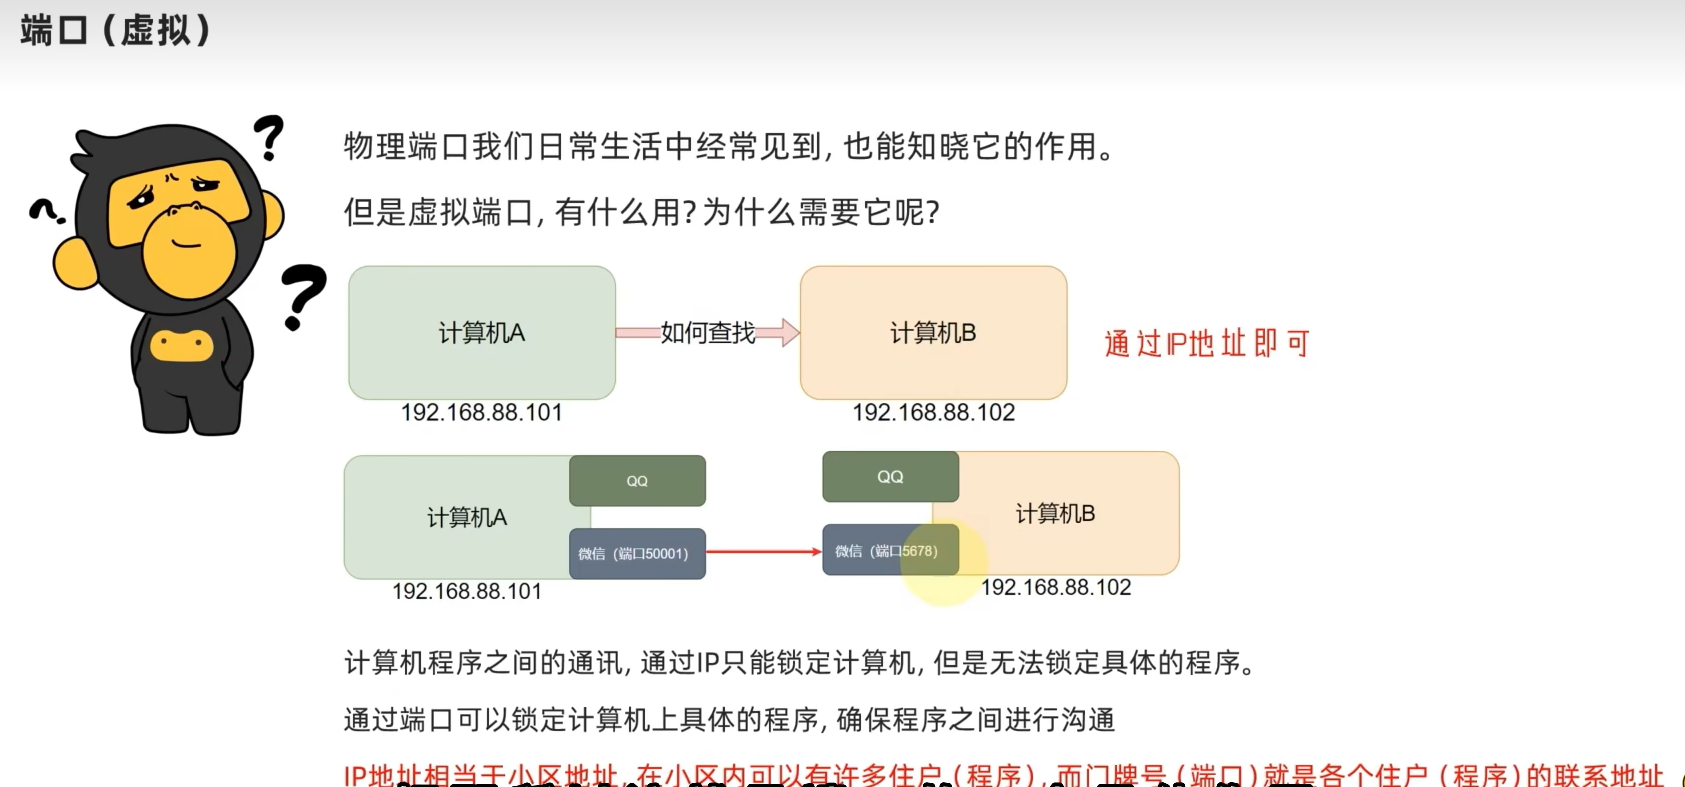 端口（虚拟）
物理端口我们日常生活中经常见到，也能知晓它的作用。
但是虚拟端口，有什么用？为什么需要它呢？
计算机A
如何查找
计算机B
通过IP地址即可
192.168.88.101
192.168.88.102
QQ
QQ
计算机A
计算机B
微信（端口50001）
微信（端口5678）
192.168.88.101
192.168.88.102
计算机程序之间的通讯，通过IP只能锁定计算机，但是无法锁定具体的程序。
通过端口可以锁定计算机上具体的程序，确保程序之间进行沟通
IP地址相当于小区地址，在小区内可以有许多住户（程序），而门牌号（端口）就是各个住户（程序）的联系地址